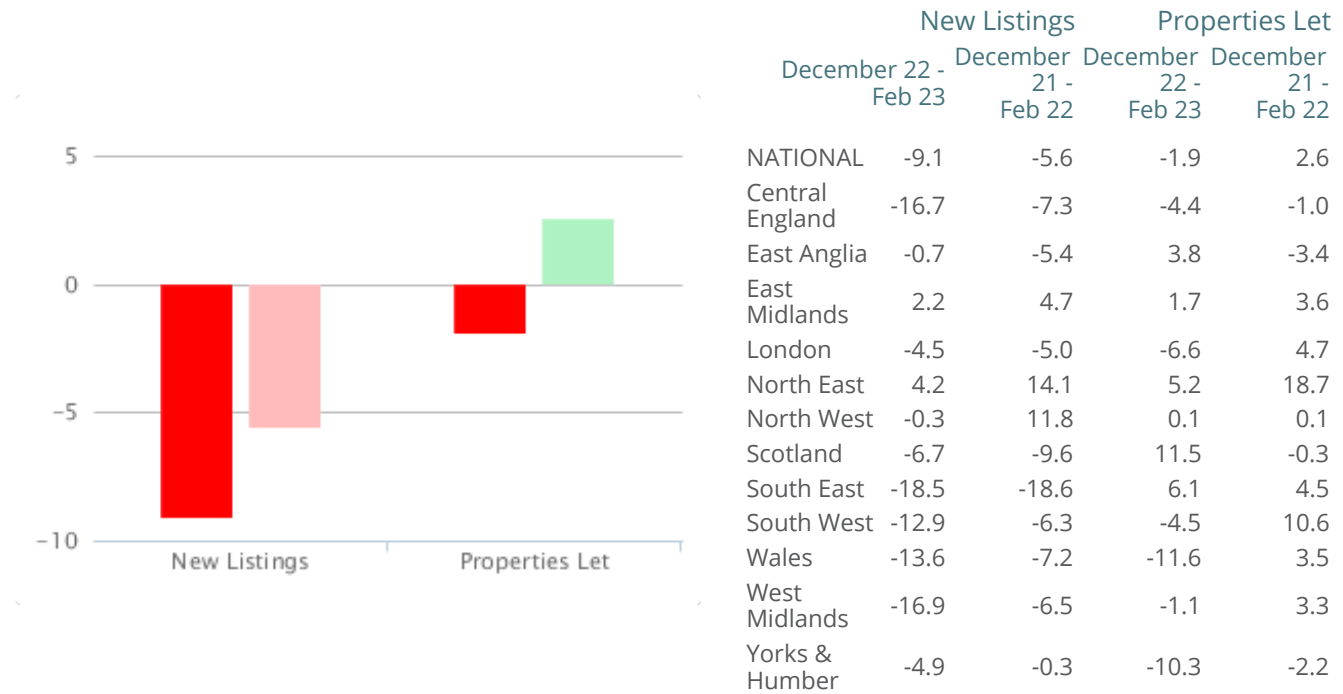 5
0
−5
−10
New Listings Properties Let
New Listings Properties Let
December 22 - December December December
Feb 23 21 - 22 - 21 -
Feb 22 Feb 23 Feb 22
NATIONAL -9.1 -5.6 -1.9 2.6
Central
England -16.7 -7.3 -4.4 -1.0
East Anglia -0.7 -5.4 3.8 -3.4
East
Midlands 2.2 4.7 1.7 3.6
London -4.5 -5.0 -6.6 4.7
North East 4.2 14.1 5.2 18.7
North West -0.3 11.8 0.1 0.1
Scotland -6.7 -9.6 11.5 -0.3
South East -18.5 -18.6 6.1 4.5
South West -12.9 -6.3 -4.5 10.6
Wales -13.6 -7.2 -11.6 3.5
West
Midlands -16.9 -6.5 -1.1 3.3
Yorks &
Humber -4.9 -0.3 -10.3 -2.2